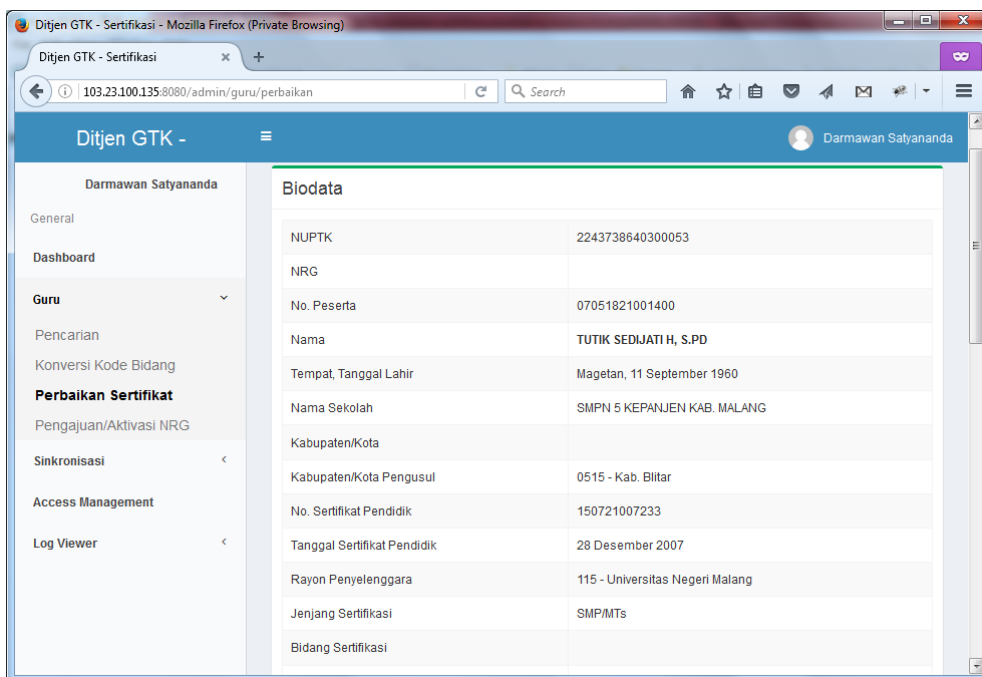 Ditjen GTK - Sertifikasi - Mozilla Firefox (Private Browsing)
Ditjen GTK - Sertifikasi
103.23.100.135:8080/admin/guru/perbaikan
Search
Ditjen GTK -
Darmawan Satyananda
Darmawan Satyananda
General
Dashboard
Guru
Pencarian
Konversi Kode Bidang
Perbaikan Sertifikat
Pengajuan/Aktivasi NRG
Sinkronisasi
Access Management
Log Viewer
Biodata
NUPTK 2243738640300053
NRG
No. Peserta 07051821001400
Nama TUTIK SEDIJATI H, S.PD
Tempat, Tanggal Lahir Magetan, 11 September 1960
Nama Sekolah SMPN 5 KEPANJEN KAB. MALANG
Kabupaten/Kota
Kabupaten/Kota Pengusul 0515 - Kab. Blitar
No. Sertifikat Pendidik 150721007233
Tanggal Sertifikat Pendidik 28 Desember 2007
Rayon Penyelenggara 115 - Universitas Negeri Malang
Jenjang Sertifikasi SMP/MTs
Bidang Sertifikasi